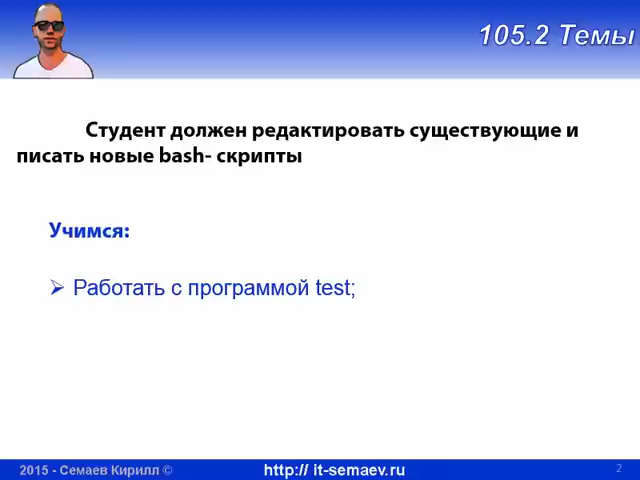 105.2 Темы
Студент должен редактировать существующие и
писать новые bash- скрипты
Учимся:
➢ Работать с программой test;
2015 - Семаев Кирилл ©
http:// it-semaev.ru
2